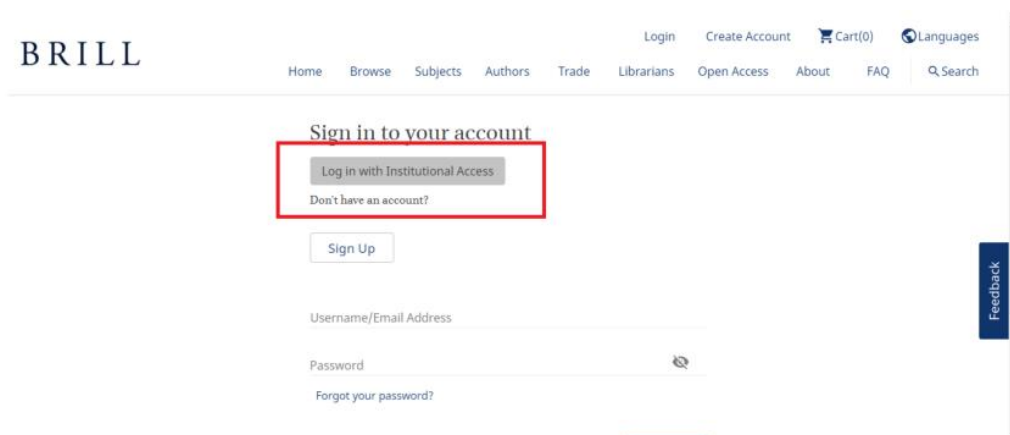 BRILL
Login Create Account Cart(0) Languages
Home Browse Subjects Authors Trade Librarians Open Access About FAQ Search
Sign in to your account
Log in with Institutional Access
Don't have an account?
Sign Up
Feedback
Username/Email Address
Password
Forgot your password?